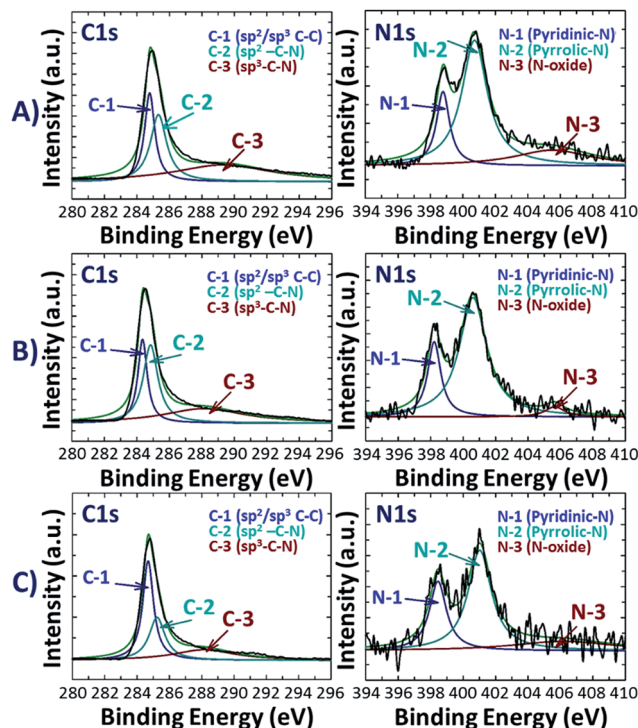 A)
C1s
C-1 (sp²/sp³ C-C)
C-2 (sp² –C-N)
C-3 (sp³-C-N)
C-1
C-2
C-3
Intensity (a.u.)
280 282 284 286 288 290 292 294 296
Binding Energy (eV)
N1s
N-1 (Pyridinic-N)
N-2 (Pyrrolic-N)
N-3 (N-oxide)
N-2
N-1
N-3
Intensity (a.u.)
394 396 398 400 402 404 406 408 410
Binding Energy (eV)
B)
C1s
C-1 (sp²/sp³ C-C)
C-2 (sp² –C-N)
C-3 (sp³-C-N)
C-1
C-2
C-3
Intensity (a.u.)
280 282 284 286 288 290 292 294 296
Binding Energy (eV)
N1s
N-1 (Pyridinic-N)
N-2 (Pyrrolic-N)
N-3 (N-oxide)
N-2
N-1
N-3
Intensity (a.u.)
394 396 398 400 402 404 406 408 410
Binding Energy (eV)
C)
C1s
C-1 (sp²/sp³ C-C)
C-2 (sp² –C-N)
C-3 (sp³-C-N)
C-1
C-2
C-3
Intensity (a.u.)
280 282 284 286 288 290 292 294 296
Binding Energy (eV)
N1s
N-1 (Pyridinic-N)
N-2 (Pyrrolic-N)
N-3 (N-oxide)
N-2
N-1
N-3
Intensity (a.u.)
394 396 398 400 402 404 406 408 410
Binding Energy (eV)